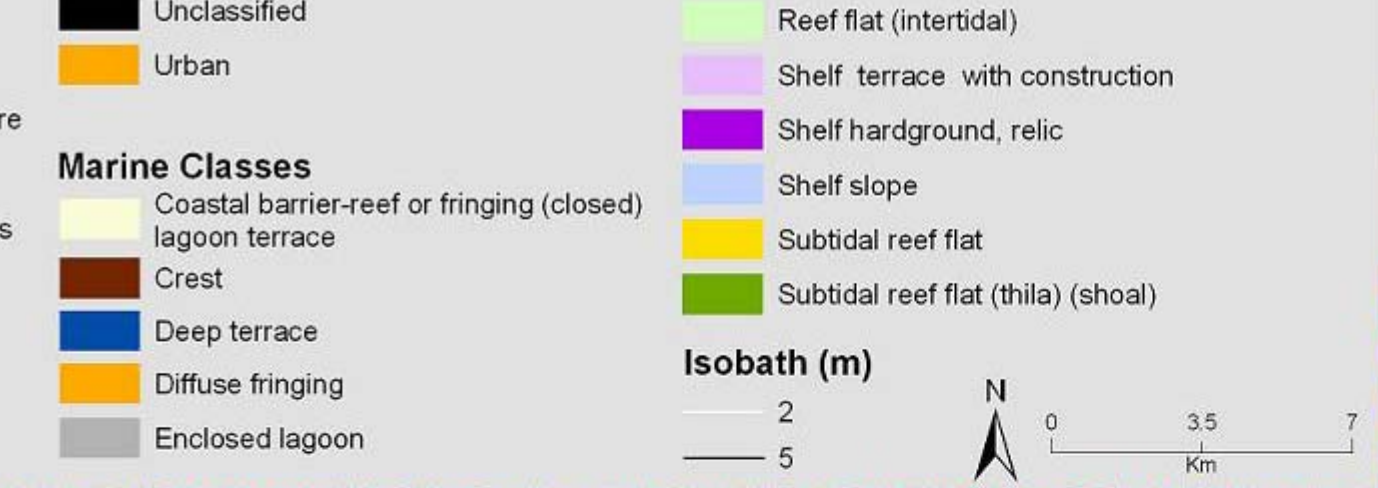 Unclassified
Urban
re
s
Marine Classes
Coastal barrier-reef or fringing (closed)
lagoon terrace
Crest
Deep terrace
Diffuse fringing
Enclosed lagoon
Reef flat (intertidal)
Shelf terrace with construction
Shelf hardground, relic
Shelf slope
Subtidal reef flat
Subtidal reef flat (thila) (shoal)
Isobath (m)
2
5
N
0 3.5 7
Km